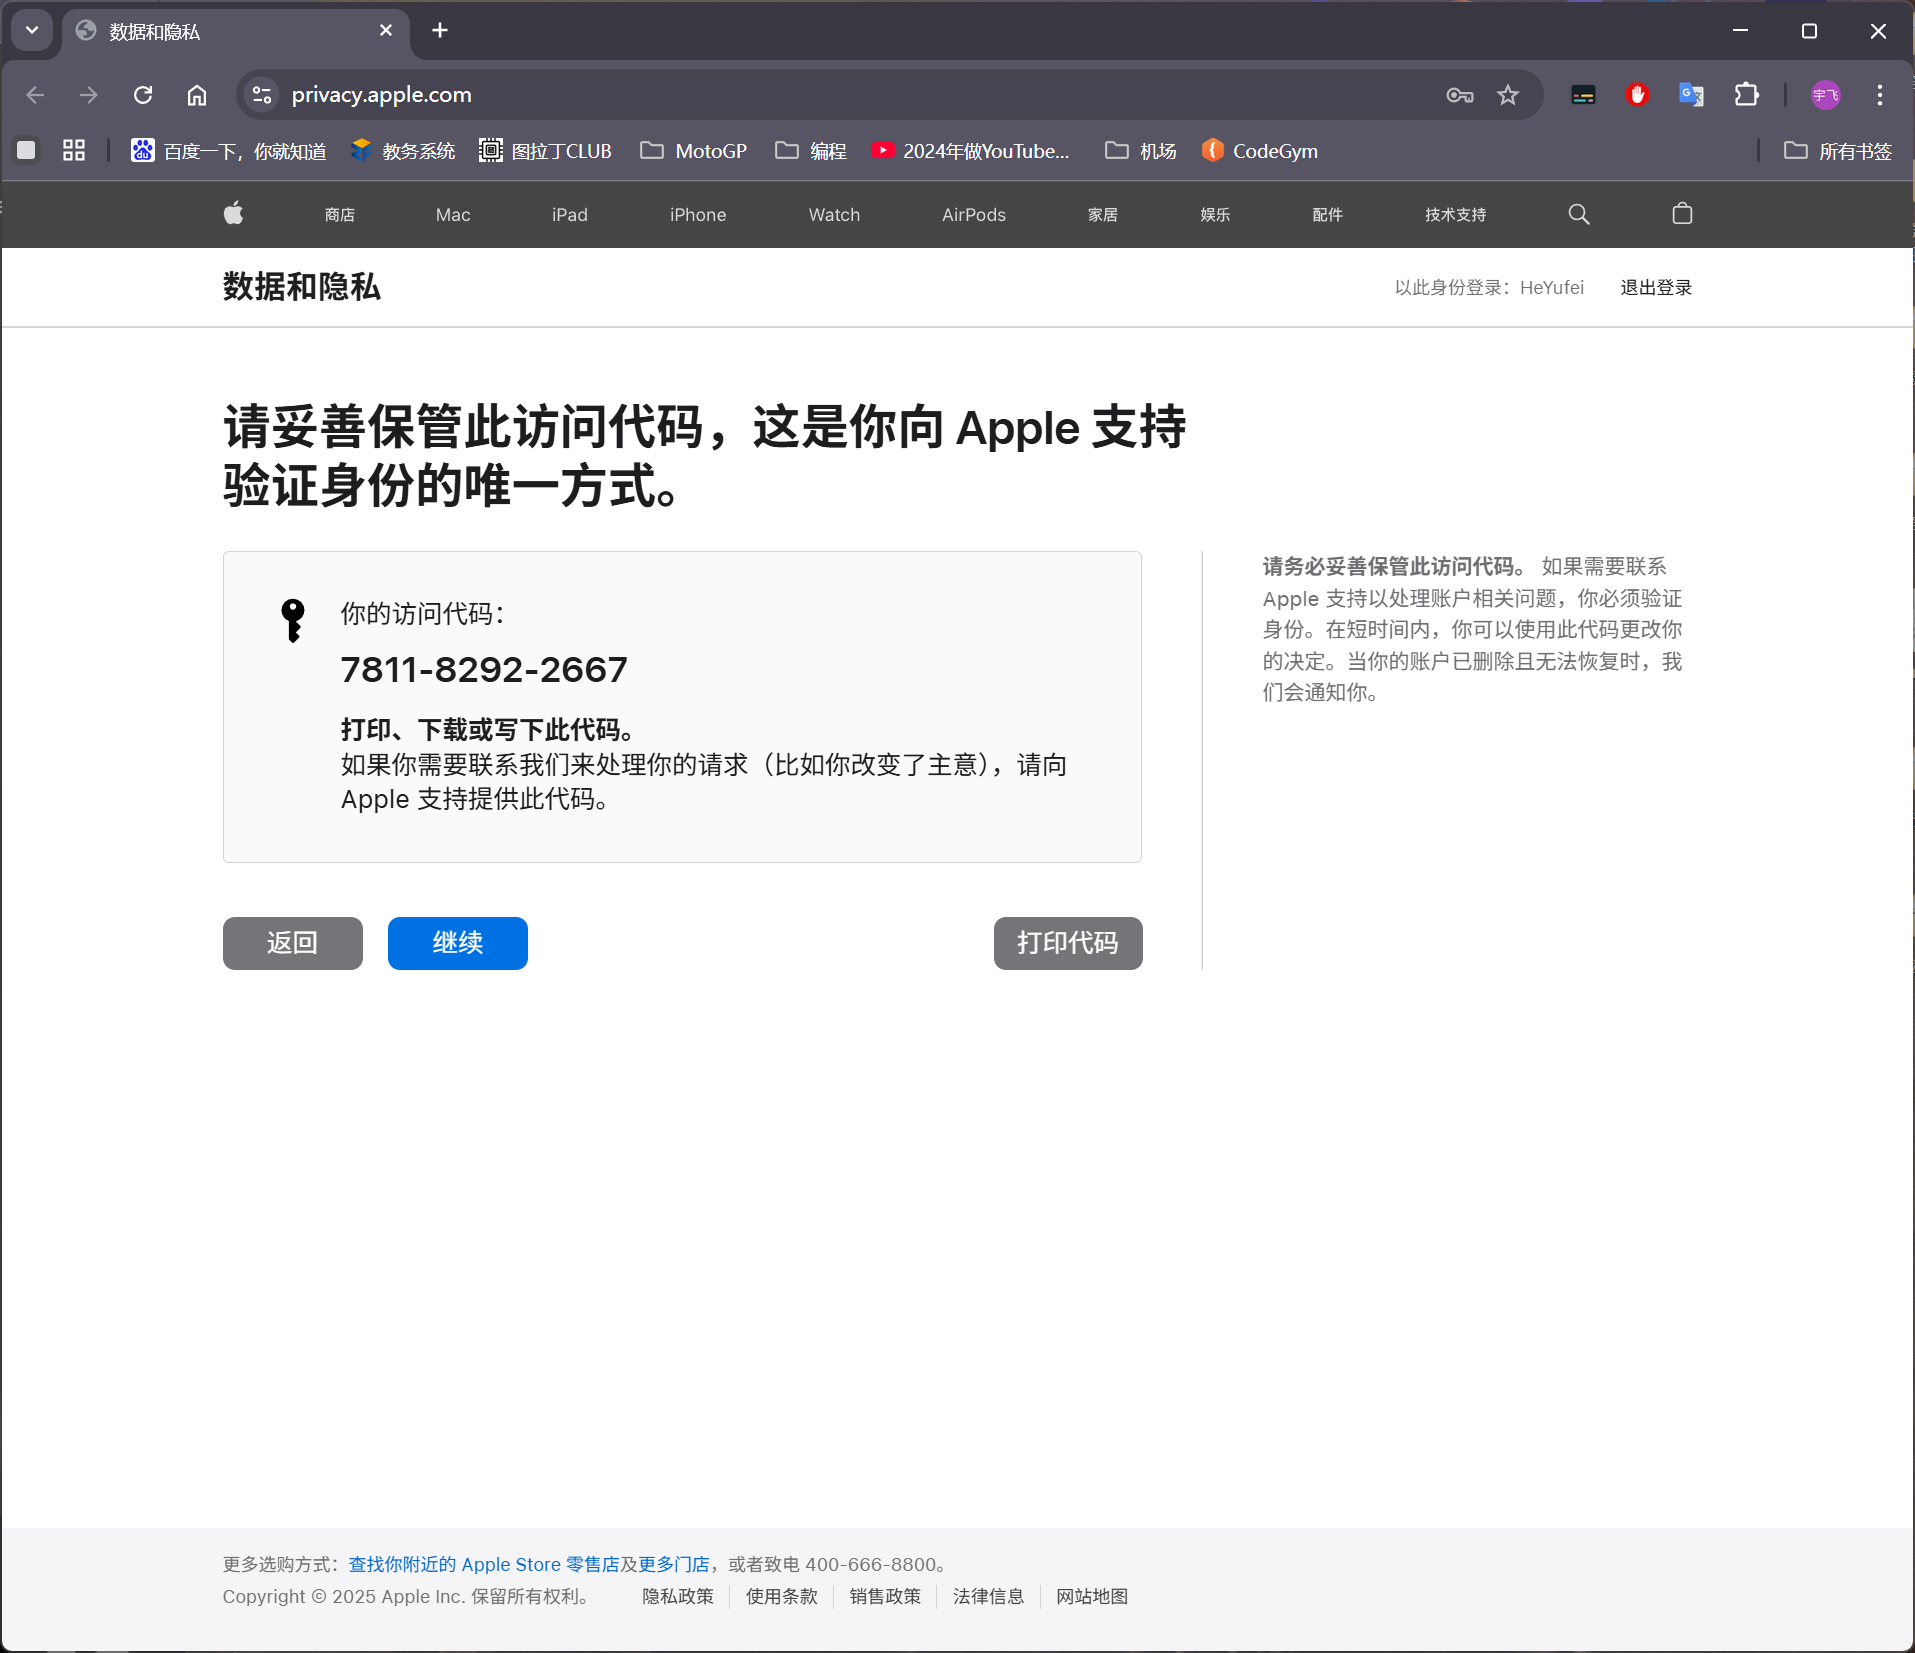 数据和隐私
privacy.apple.com
宇飞
百度一下，你就知道
教务系统
图拉丁CLUB
MotoGP
编程
2024年做YouTube...
机场
CodeGym
所有书签
商店
Mac
iPad
iPhone
Watch
AirPods
家居
娱乐
配件
技术支持
数据和隐私
以此身份登录：HeYufei
退出登录
请妥善保管此访问代码，这是你向 Apple 支持
验证身份的唯一方式。
你的访问代码：
7811-8292-2667
打印、下载或写下此代码。
如果你需要联系我们来处理你的请求（比如你改变了主意），请向
Apple 支持提供此代码。
请务必妥善保管此访问代码。 如果需要联系
Apple 支持以处理账户相关问题，你必须验证
身份。在短时间内，你可以使用此代码更改你
的决定。当你的账户已删除且无法恢复时，我
们会通知你。
返回
继续
打印代码
更多选购方式：查找你附近的 Apple Store 零售店及更多门店，或者致电 400-666-8800。
Copyright © 2025 Apple Inc. 保留所有权利。
隐私政策
使用条款
销售政策
法律信息
网站地图